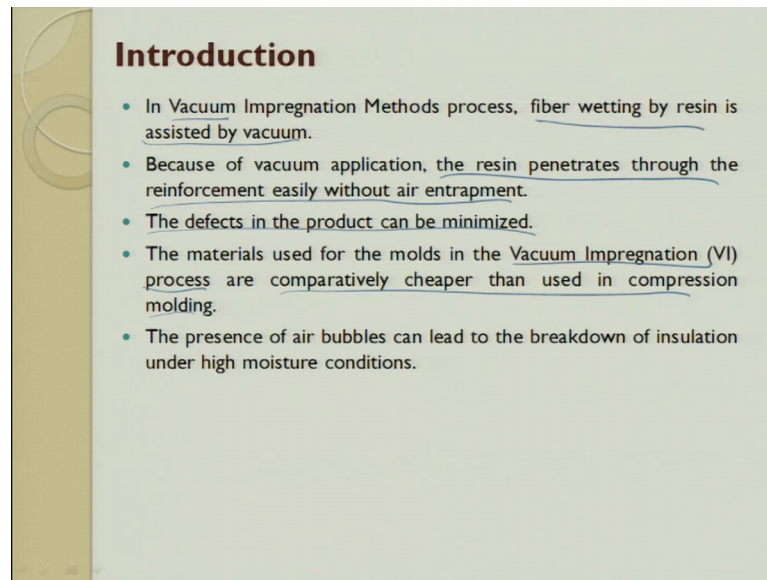 Introduction
• In Vacuum Impregnation Methods process, fiber wetting by resin is
assisted by vacuum.
• Because of vacuum application, the resin penetrates through the
reinforcement easily without air entrapment.
• The defects in the product can be minimized.
• The materials used for the molds in the Vacuum Impregnation (VI)
process are comparatively cheaper than used in compression
molding.
• The presence of air bubbles can lead to the breakdown of insulation
under high moisture conditions.